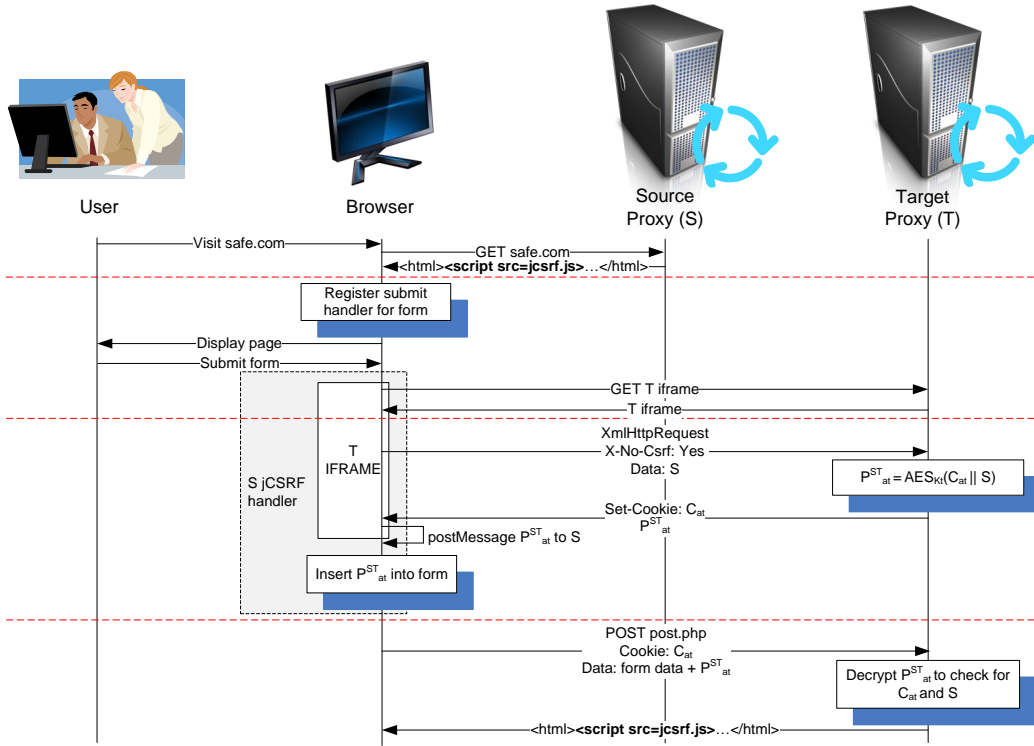 User
Browser
Source
Proxy (S)
Target
Proxy (T)
Visit safe.com
GET safe.com
<html><script src=jcsrf.js>…</html>
Register submit
handler for form
Display page
Submit form
GET T iframe
T iframe
XmlHttpRequest
X-No-Csrf: Yes
Data: S
T
IFRAME
S jCSRF
handler
P^ST_at = AES_Kt(C_at || S)
Set-Cookie: C_at
P^ST_at
postMessage P^ST_at to S
Insert P^ST_at into form
POST post.php
Cookie: C_at
Data: form data + P^ST_at
Decrypt P^ST_at to check for
C_at and S
<html><script src=jcsrf.js>…</html>